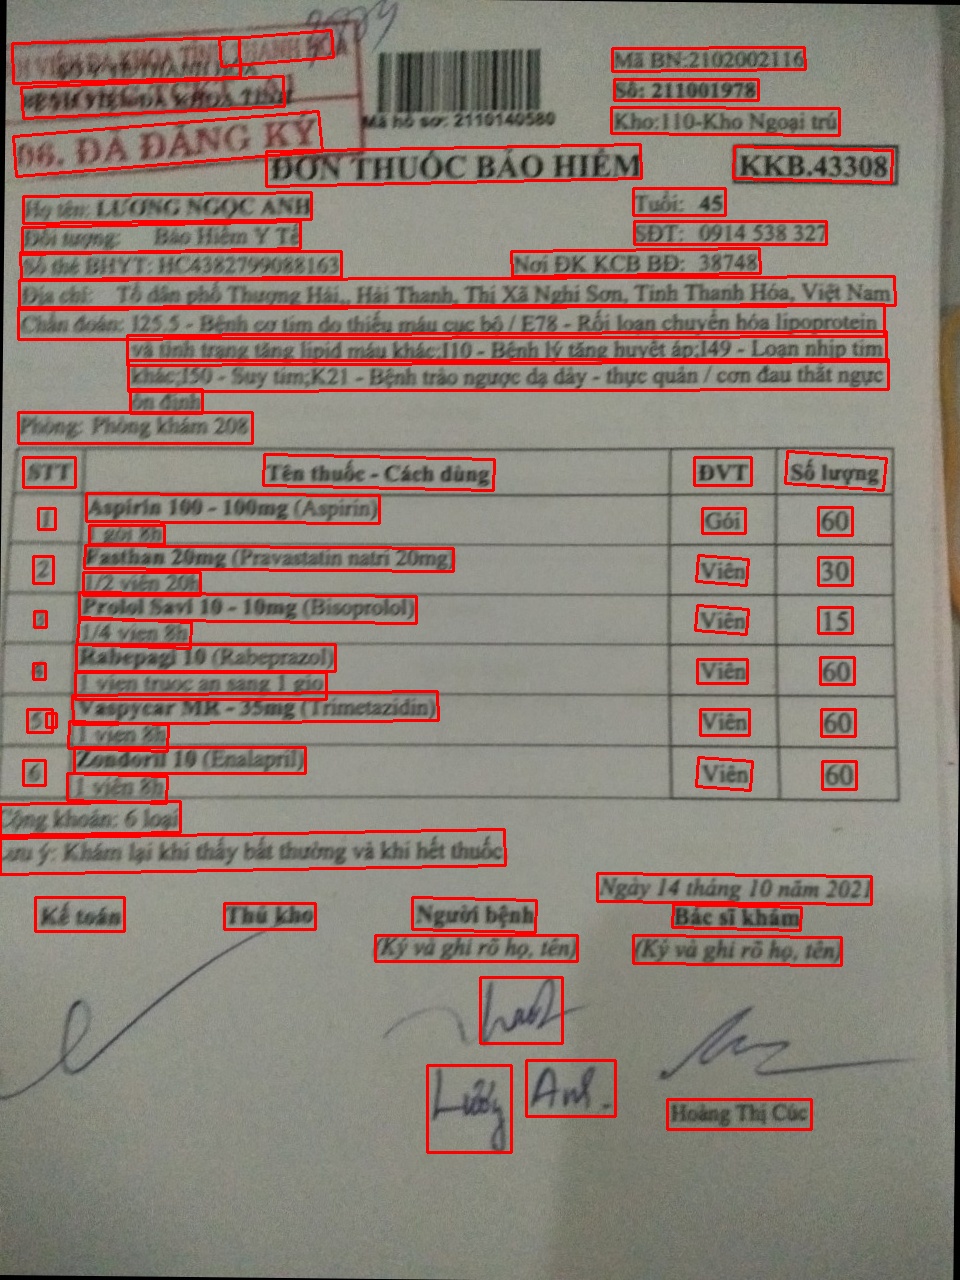 BỆNH VIỆN ĐA KHOA TỈNH THANH HÓA
SỞ Y TẾ THANH HÓA
BỆNH VIỆN ĐA KHOA TỈNH
06. ĐÃ ĐĂNG KÝ
Mã hồ sơ: 2110140580
Mã BN:2102002116
Số: 211001978
Kho:110-Kho Ngoại trú
ĐƠN THUỐC BẢO HIỂM
KKB.43308
Họ tên: LƯƠNG NGỌC ANH Tuổi: 45
Đối tượng: Bảo Hiểm Y Tế SĐT: 0914 538 327
Số thẻ BHYT: HC4382799088163 Nơi ĐK KCB BĐ: 38748
Địa chỉ: Tổ dân phố Thượng Hải,, Hải Thanh, Thị Xã Nghi Sơn, Tỉnh Thanh Hóa, Việt Nam
Chẩn đoán: I25.5 - Bệnh cơ tim do thiếu máu cục bộ / E78 - Rối loạn chuyển hóa lipoprotein
và tình trạng tăng lipid máu khác;I10 - Bệnh lý tăng huyết áp;I49 - Loạn nhịp tim
khác;I50 - Suy tim;K21 - Bệnh trào ngược dạ dày - thực quản / cơn đau thắt ngực
ổn định
Phòng: Phòng khám 208
STT Tên thuốc - Cách dùng ĐVT Số lượng
1 Aspirin 100 - 100mg (Aspirin) Gói 60
1 gói 8h
2 Fasthan 20mg (Pravastatin natri 20mg) Viên 30
1/2 viên 20h
3 Prolol Savi 10 - 10mg (Bisoprolol) Viên 15
1/4 viên 8h
4 Rabepagi 10 (Rabeprazol) Viên 60
1 vien truoc an sang 1 gio
5 Vaspycar MR - 35mg (Trimetazidin) Viên 60
1 viên 8h
6 Zondoril 10 (Enalapril) Viên 60
1 viên 8h
Cộng khoản: 6 loại
Lưu ý: Khám lại khi thấy bất thường và khi hết thuốc
Ngày 14 tháng 10 năm 2021
Kế toán Thủ kho Người bệnh Bác sĩ khám
(Ký và ghi rõ họ, tên) (Ký và ghi rõ họ, tên)
Lương Anh
Hoàng Thị Cúc